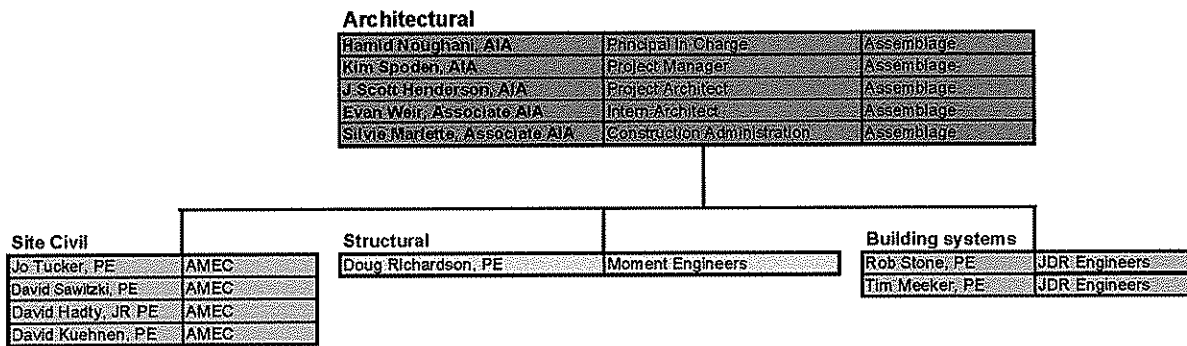 Architectural
Hamid Noughani, AIA Principal in Charge Assemblage
Kim Spoden, AIA Project Manager Assemblage
J Scott Henderson, AIA Project Architect Assemblage
Evan Weir, Associate AIA Intern Architect Assemblage
Silvie Marlette, Associate AIA Construction Administration Assemblage
Site Civil
Jo Tucker, PE AMEC
David Sawitzki, PE AMEC
David Hadty, JR PE AMEC
David Kuehnen, PE AMEC
Structural
Doug Richardson, PE Moment Engineers
Building systems
Rob Stone, PE JDR Engineers
Tim Meeker, PE JDR Engineers